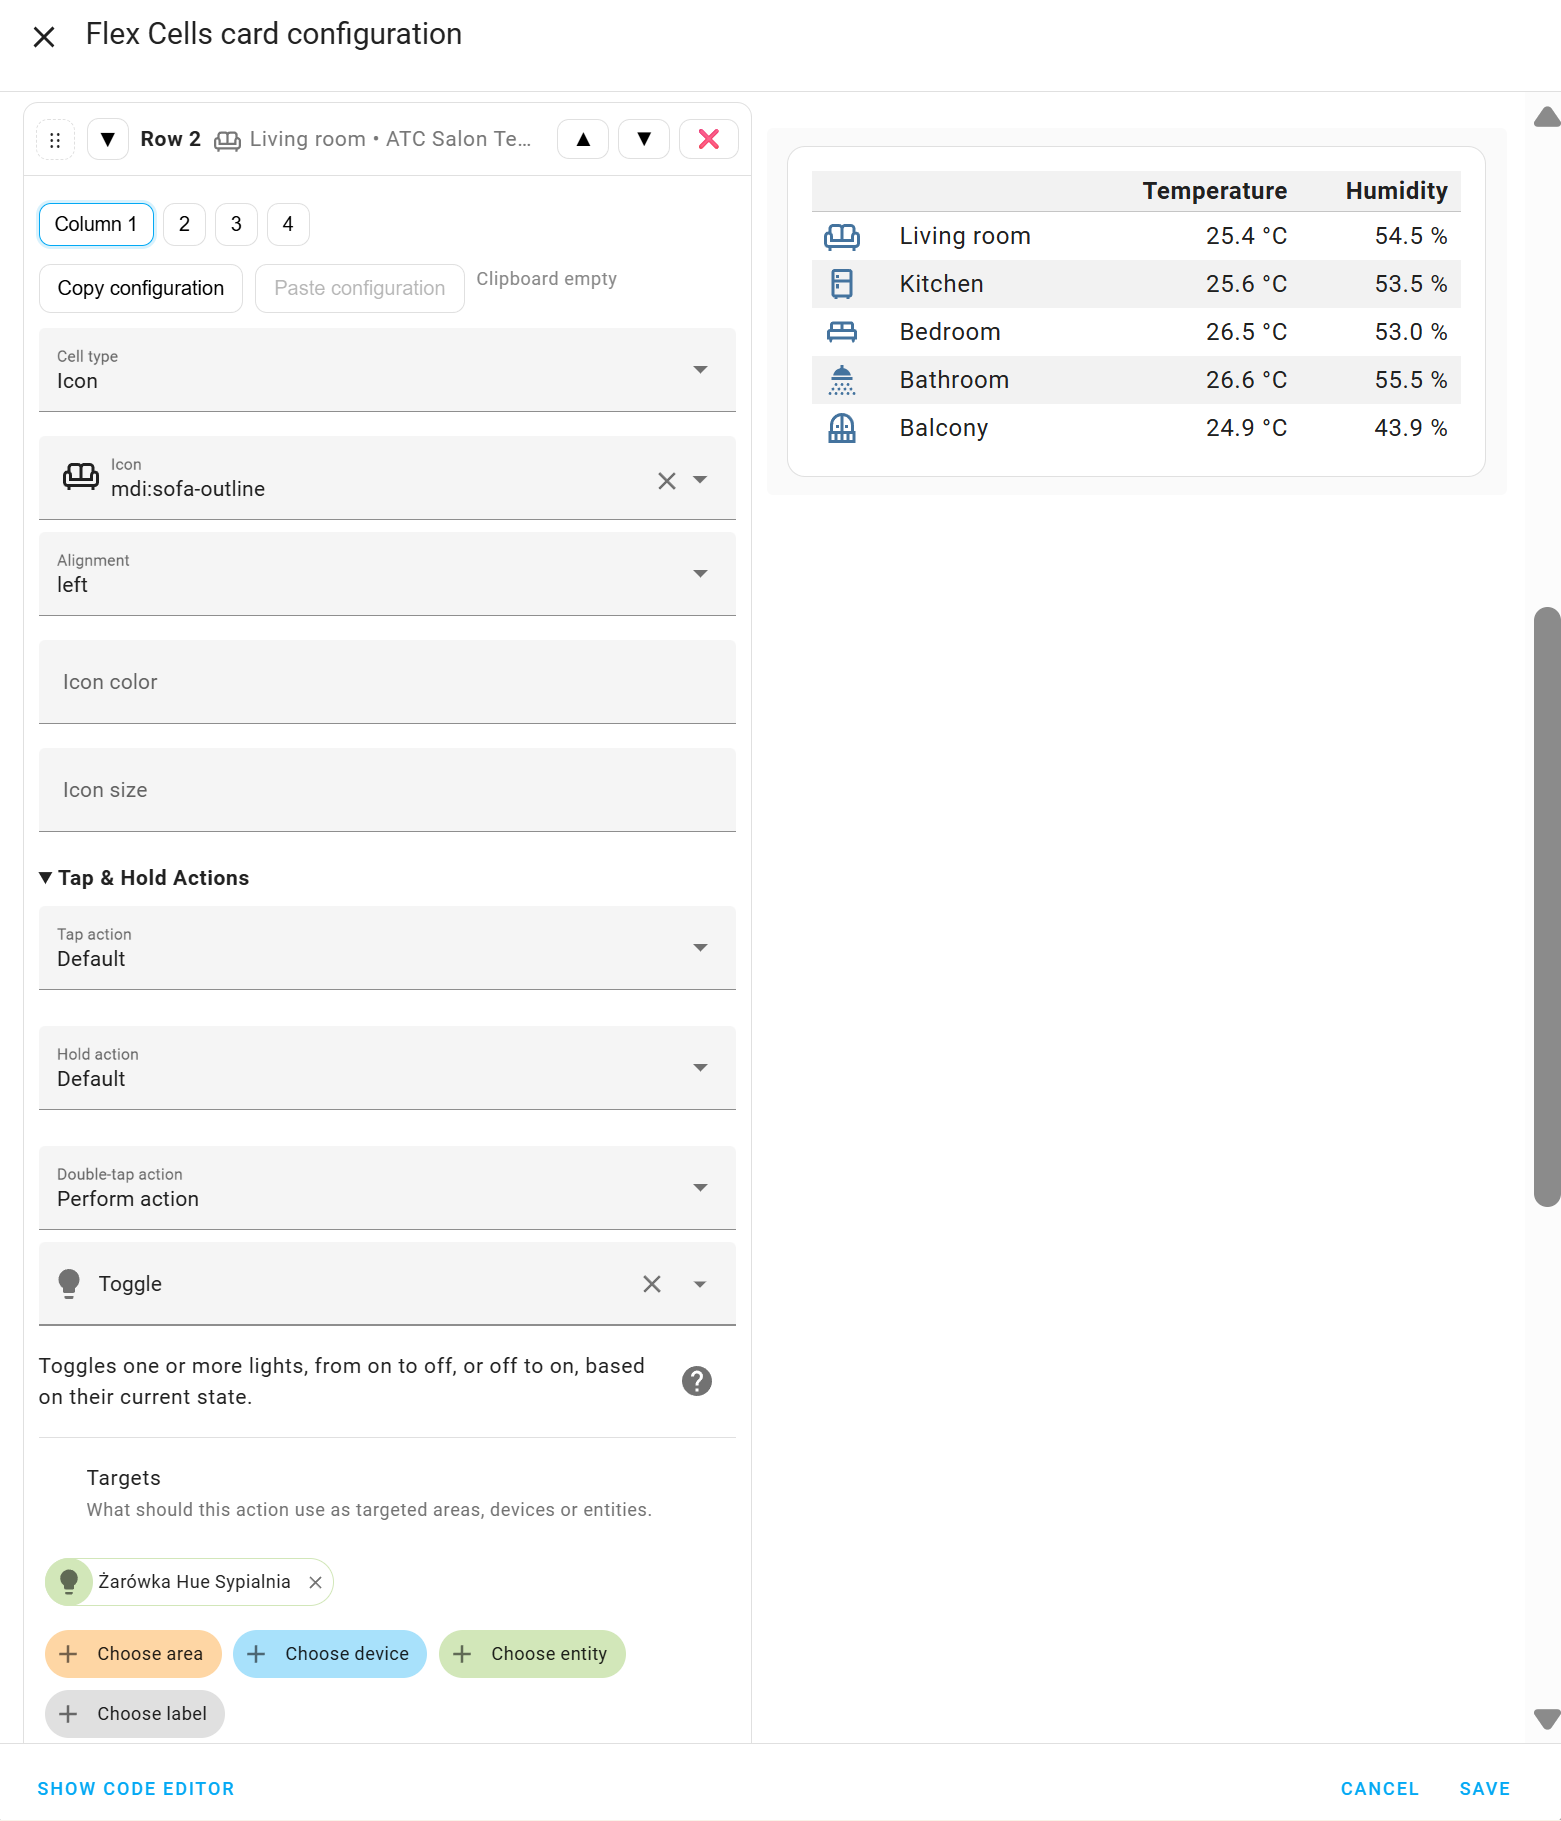 Flex Cells card configuration
Row 2 Living room • ATC Salon Te...
Column 1 2 3 4
Copy configuration Paste configuration Clipboard empty
Cell type
Icon
Icon
mdi:sofa-outline
Alignment
left
Icon color
Icon size
Tap & Hold Actions
Tap action
Default
Hold action
Default
Double-tap action
Perform action
Toggle
Toggles one or more lights, from on to off, or off to on, based
on their current state.
Targets
What should this action use as targeted areas, devices or entities.
Żarówka Hue Sypialnia
Choose area Choose device Choose entity
Choose label
Temperature Humidity
Living room 25.4 °C 54.5 %
Kitchen 25.6 °C 53.5 %
Bedroom 26.5 °C 53.0 %
Bathroom 26.6 °C 55.5 %
Balcony 24.9 °C 43.9 %
SHOW CODE EDITOR CANCEL SAVE